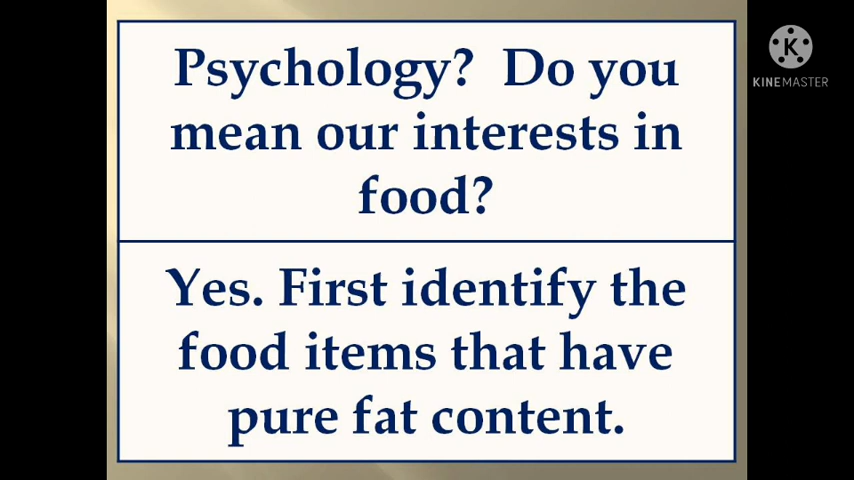 Psychology? Do you
mean our interests in
food?
Yes. First identify the
food items that have
pure fat content.
K
KINEMASTER